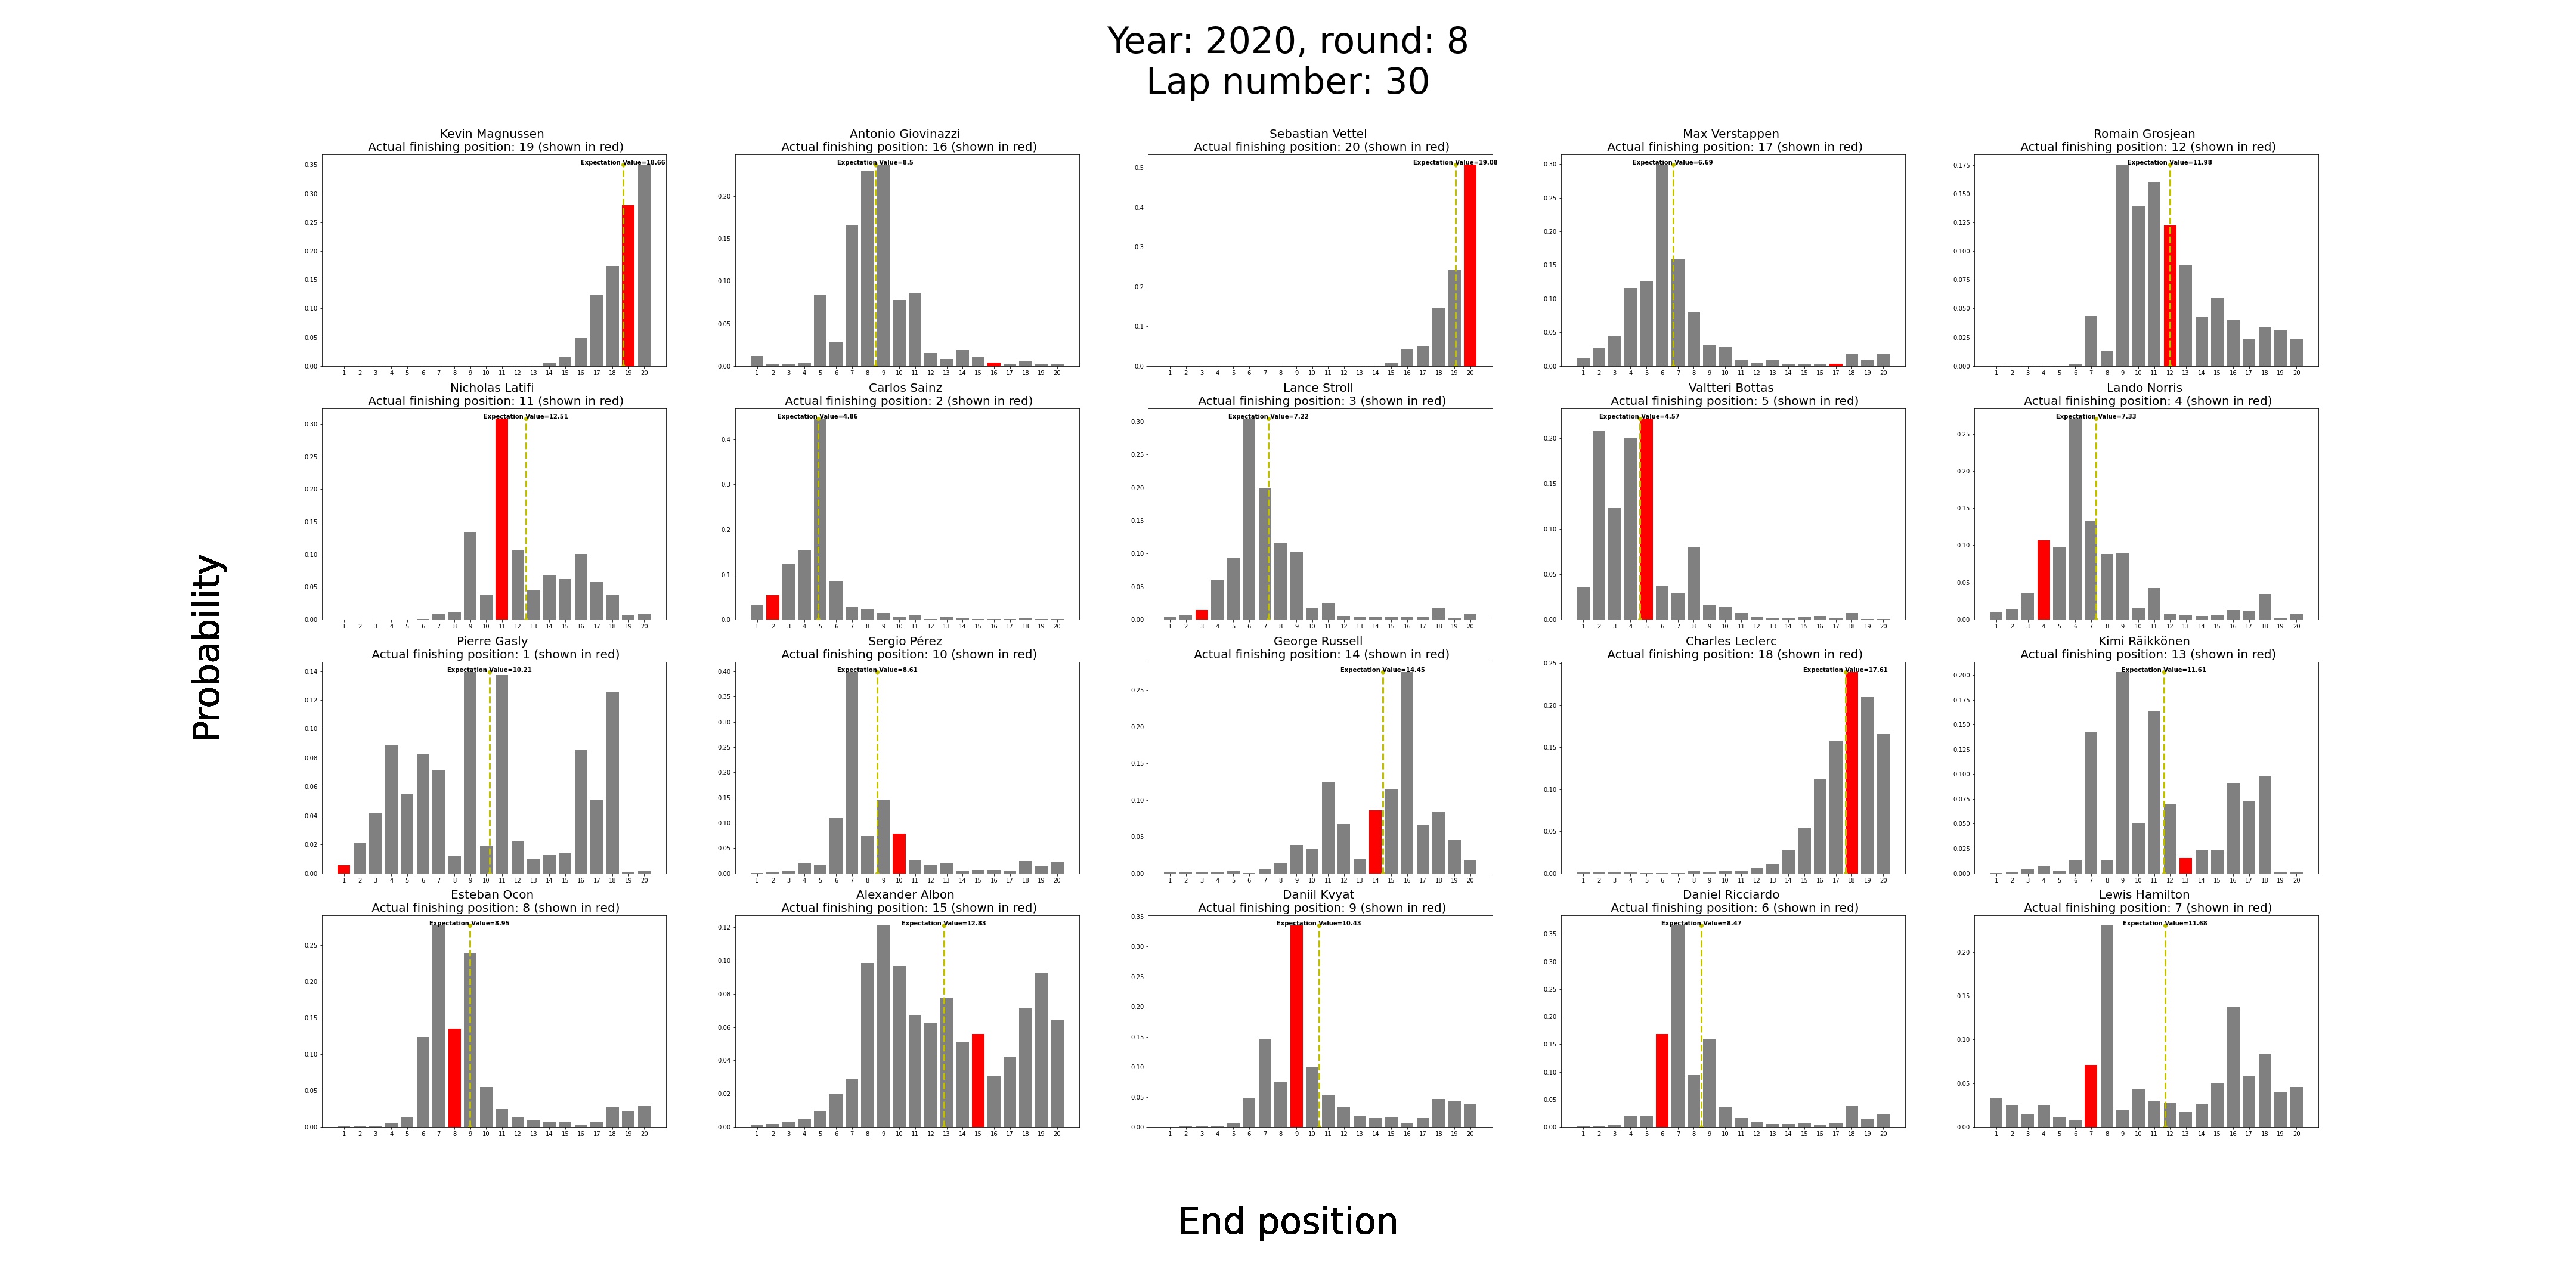 Year: 2020, round: 8
Lap number: 30
Kevin Magnussen
Actual finishing position: 19 (shown in red)
Expectation Value=18.66
Antonio Giovinazzi
Actual finishing position: 16 (shown in red)
Expectation Value=8.5
Sebastian Vettel
Actual finishing position: 20 (shown in red)
Expectation Value=19.08
Max Verstappen
Actual finishing position: 17 (shown in red)
Expectation Value=6.69
Romain Grosjean
Actual finishing position: 12 (shown in red)
Expectation Value=11.98
Nicholas Latifi
Actual finishing position: 11 (shown in red)
Expectation Value=12.51
Carlos Sainz
Actual finishing position: 2 (shown in red)
Expectation Value=4.86
Lance Stroll
Actual finishing position: 3 (shown in red)
Expectation Value=7.22
Valtteri Bottas
Actual finishing position: 5 (shown in red)
Expectation Value=4.57
Lando Norris
Actual finishing position: 4 (shown in red)
Expectation Value=7.33
Pierre Gasly
Actual finishing position: 1 (shown in red)
Expectation Value=10.21
Sergio Pérez
Actual finishing position: 10 (shown in red)
Expectation Value=8.61
George Russell
Actual finishing position: 14 (shown in red)
Expectation Value=14.45
Charles Leclerc
Actual finishing position: 18 (shown in red)
Expectation Value=17.61
Kimi Räikkönen
Actual finishing position: 13 (shown in red)
Expectation Value=11.61
Esteban Ocon
Actual finishing position: 8 (shown in red)
Expectation Value=8.95
Alexander Albon
Actual finishing position: 15 (shown in red)
Expectation Value=12.83
Daniil Kvyat
Actual finishing position: 9 (shown in red)
Expectation Value=10.43
Daniel Ricciardo
Actual finishing position: 6 (shown in red)
Expectation Value=8.47
Lewis Hamilton
Actual finishing position: 7 (shown in red)
Expectation Value=11.68
Probability
End position